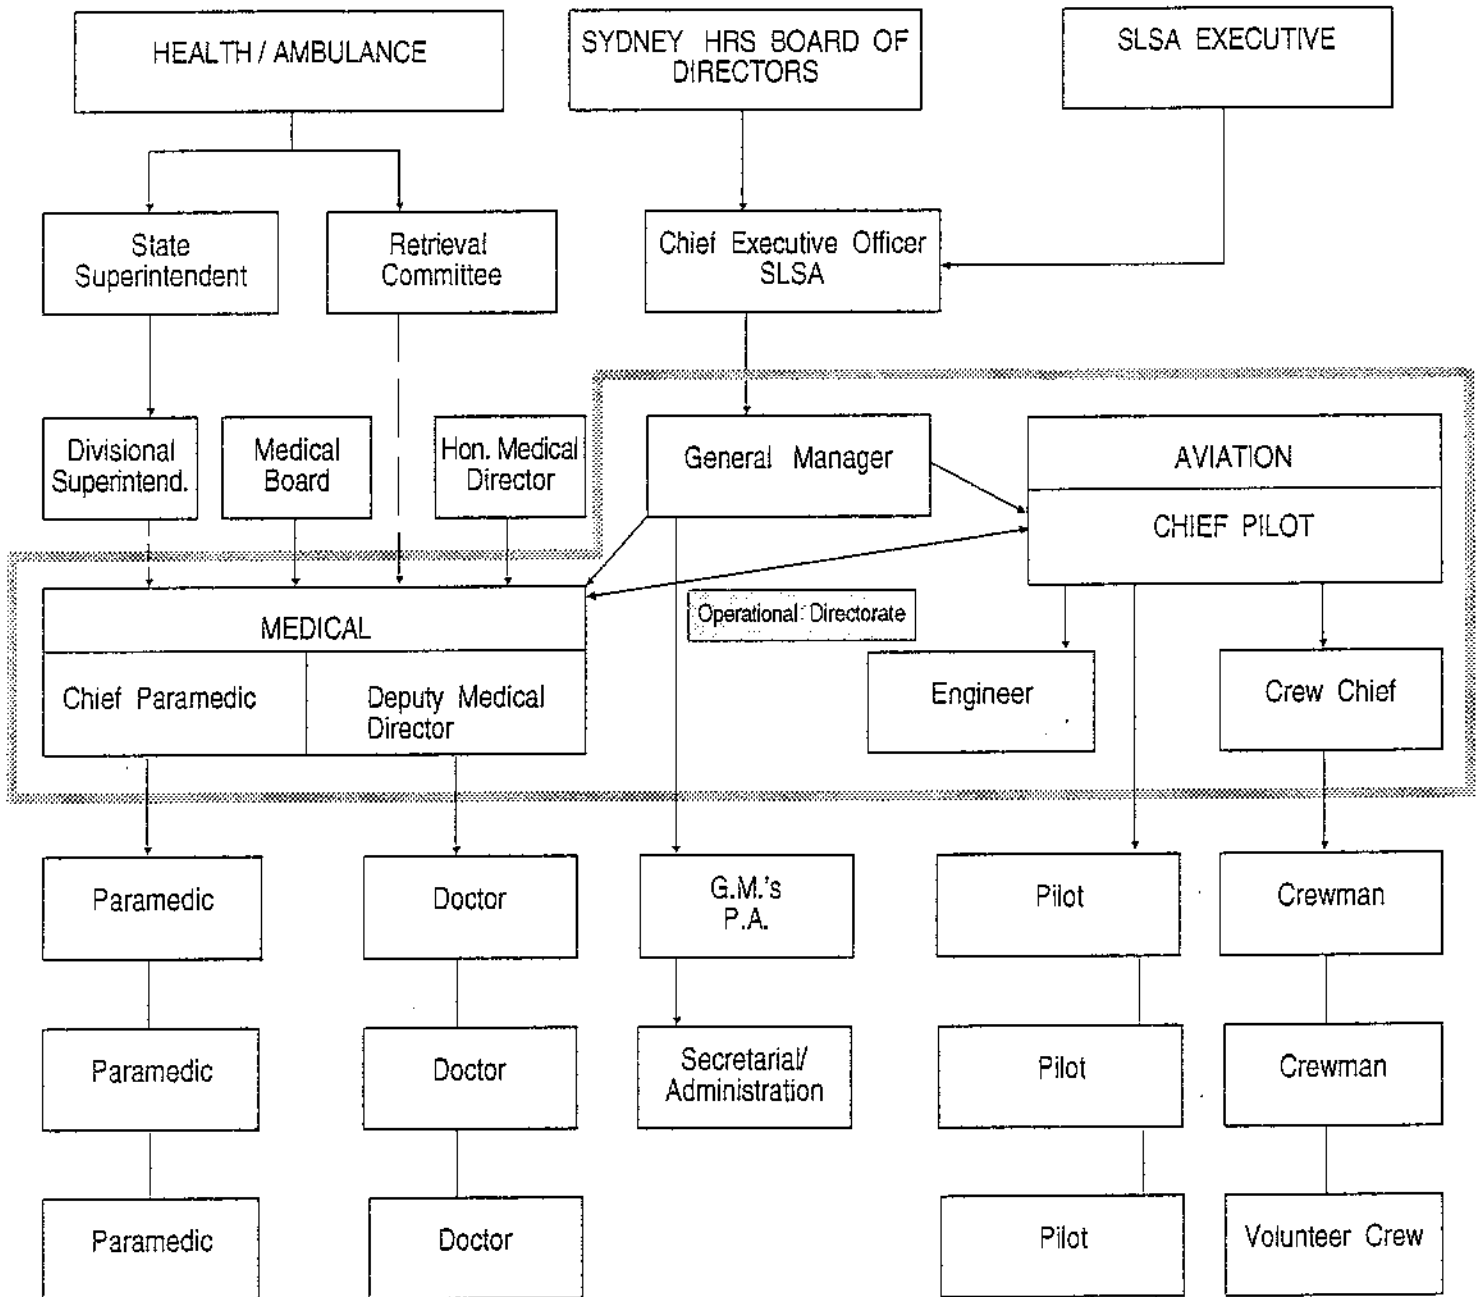 HEALTH / AMBULANCE
SYDNEY HRS BOARD OF
DIRECTORS
SLSA EXECUTIVE
State
Superintendent
Retrieval
Committee
Chief Executive Officer
SLSA
Divisional
Superintend.
Medical
Board
Hon. Medical
Director
General Manager
AVIATION
CHIEF PILOT
MEDICAL
Chief Paramedic
Deputy Medical
Director
Operational Directorate
Engineer
Crew Chief
Paramedic
Doctor
G.M.'s
P.A.
Pilot
Crewman
Paramedic
Doctor
Secretarial/
Administration
Pilot
Crewman
Paramedic
Doctor
Pilot
Volunteer Crew